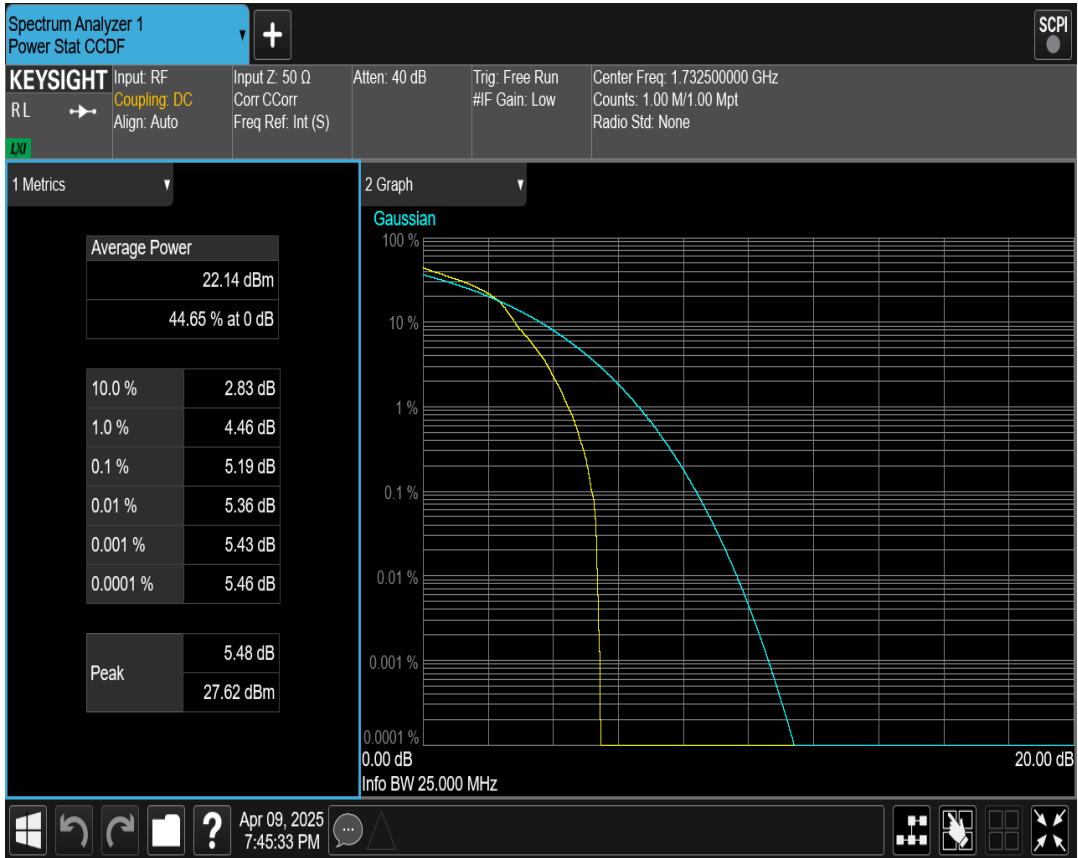 Spectrum Analyzer 1
Power Stat CCDF
+
SCPI
KEYSIGHT
R L
LXI
Input: RF
Coupling: DC
Align: Auto
Input Z: 50 Ω
Corr CCorr
Freq Ref: Int (S)
Atten: 40 dB
Trig: Free Run
#IF Gain: Low
Center Freq: 1.732500000 GHz
Counts: 1.00 M/1.00 Mpt
Radio Std: None
1 Metrics
Average Power
22.14 dBm
44.65 % at 0 dB
10.0 % 2.83 dB
1.0 % 4.46 dB
0.1 % 5.19 dB
0.01 % 5.36 dB
0.001 % 5.43 dB
0.0001 % 5.46 dB
Peak
5.48 dB
27.62 dBm
2 Graph
Gaussian
100 %
10 %
1 %
0.1 %
0.01 %
0.001 %
0.0001 %
0.00 dB 20.00 dB
Info BW 25.000 MHz
?
Apr 09, 2025
7:45:33 PM